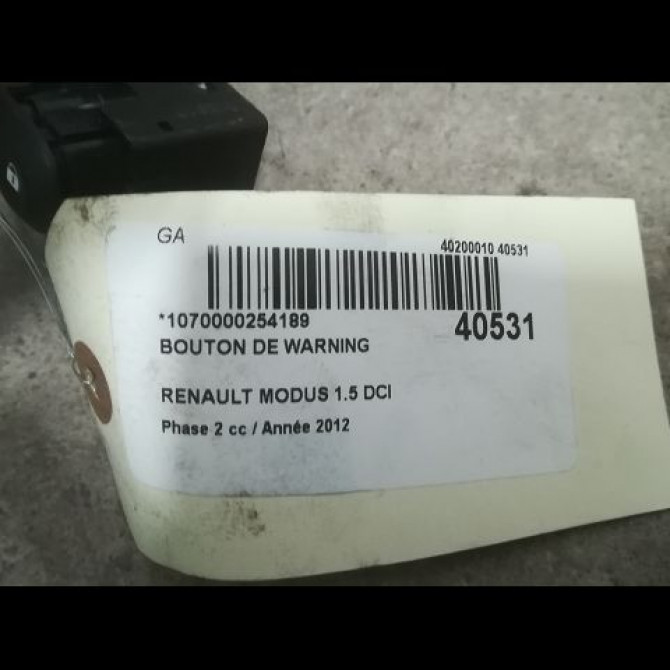 GA
40200010 40531
*1070000254189
40531
BOUTON DE WARNING
RENAULT MODUS 1.5 DCI
Phase 2 cc / Année 2012